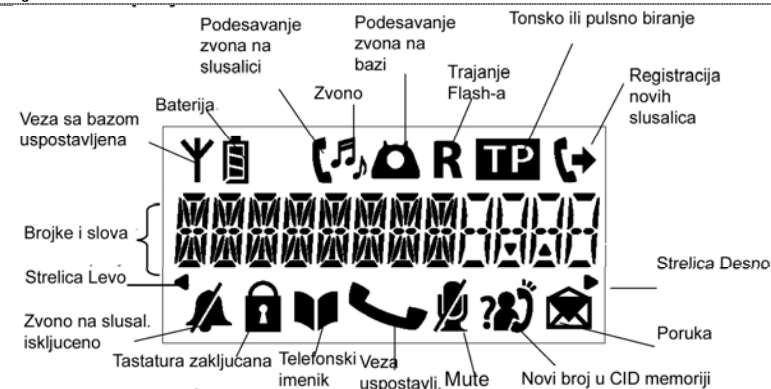 Tonsko ili pulsno biranje
Podesavanje
zvona na
slusalici
Podesavanje
zvona na
bazi
Trajanje
Flash-a
Registracija
novih
slusalica
Zvono
Baterija
Veza sa bazom
uspostavljena
R
TP
Brojke i slova
Strelica Levo
Strelica Desno
Zvono na slusal.
iskljuceno
Tastatura zakljucana
Telefonski
imenik
Veza
uspostavlj.
Mute
?
Novi broj u CID memoriji
Poruka